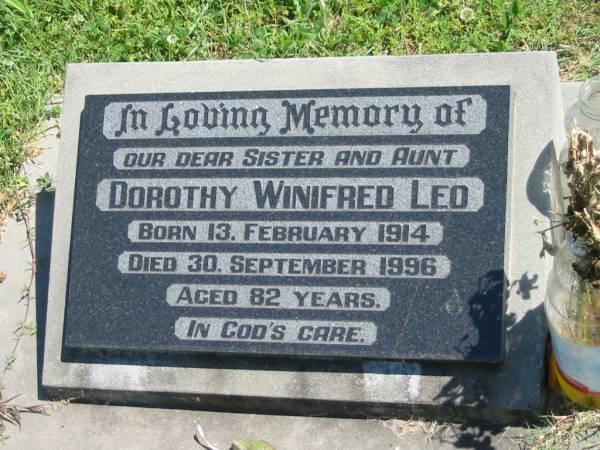 In Loving Memory of
OUR DEAR SISTER AND AUNT
DOROTHY WINIFRED LEO
BORN 13. FEBRUARY 1914
DIED 30. SEPTEMBER 1996
AGED 82 YEARS.
IN GOD'S CARE.